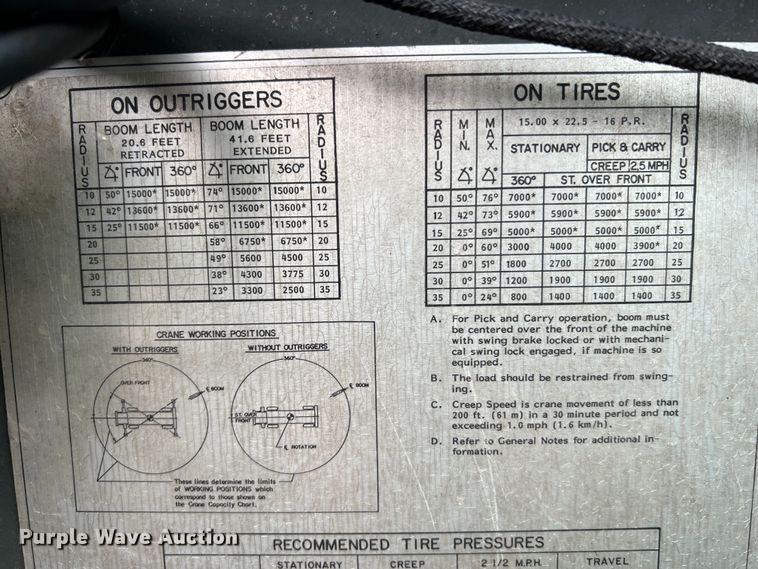 ON OUTRIGGERS
RADIUS BOOM LENGTH 20.6 FEET RETRACTED BOOM LENGTH 41.6 FEET EXTENDED RADIUS
FRONT 360° FRONT 360°
10 50° 15000* 15000* 74° 15000* 15000* 10
12 42° 13600* 13600* 71° 13600* 13600* 12
15 25° 11500* 11500* 66° 11500* 11500* 15
20 58° 6750* 6750* 20
25 49° 5600 4500 25
30 38° 4300 3775 30
35 23° 3300 2500 35
ON TIRES
RADIUS MIN. MAX. 15.00 x 22.5 - 16 P.R. RADIUS
STATIONARY PICK & CARRY
CREEP 2.5 MPH
360° ST. OVER FRONT
10 50° 76° 7000* 7000* 7000* 7000* 10
12 42° 73° 5900* 5900* 5900* 5900* 12
15 25° 69° 5000* 5000* 5000* 5000* 15
20 0° 60° 3000 4000 4000 3900* 20
25 0° 51° 1800 2700 2700 2700 25
30 0° 39° 1200 1900 1900 1900 30
35 0° 24° 800 1400 1400 1400 35
A. For Pick and Carry operation, boom must
be centered over the front of the machine
with swing brake locked or with mechani-
cal swing lock engaged, if machine is so
equipped.
B. The load should be restrained from swing-
ing.
C. Creep Speed is crane movement of less than
200 ft. (61 m) in a 30 minute period and not
exceeding 1.0 mph (1.6 km/h).
D. Refer to General Notes for additional in-
formation.
CRANE WORKING POSITIONS
WITH OUTRIGGERS WITHOUT OUTRIGGERS
360° 360°
OVER FRONT
℄ BOOM ℄ BOOM
ST. OVER
FRONT
℄ ROTATION
These lines determine the limits
of WORKING POSITIONS which
correspond to those shown on
the Crane Capacity Chart.
RECOMMENDED TIRE PRESSURES
STATIONARY CREEP 2 1/2 M.P.H. TRAVEL
Purple Wave Auction